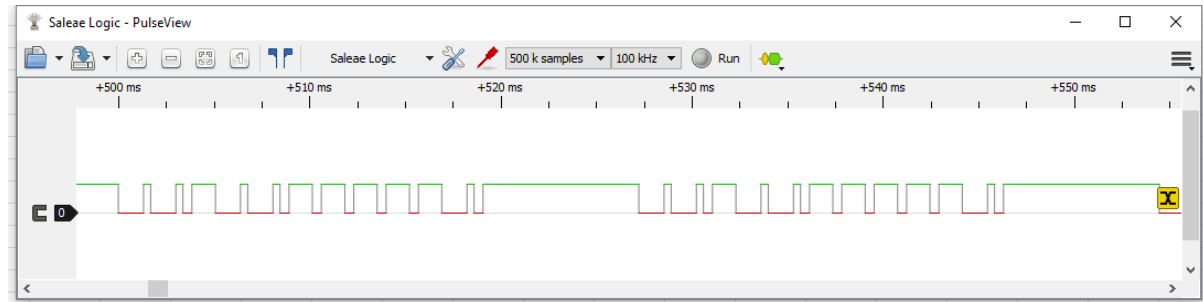 Saleae Logic - PulseView
Saleae Logic 500 k samples 100 kHz Run
+500 ms +510 ms +520 ms +530 ms +540 ms +550 ms
0